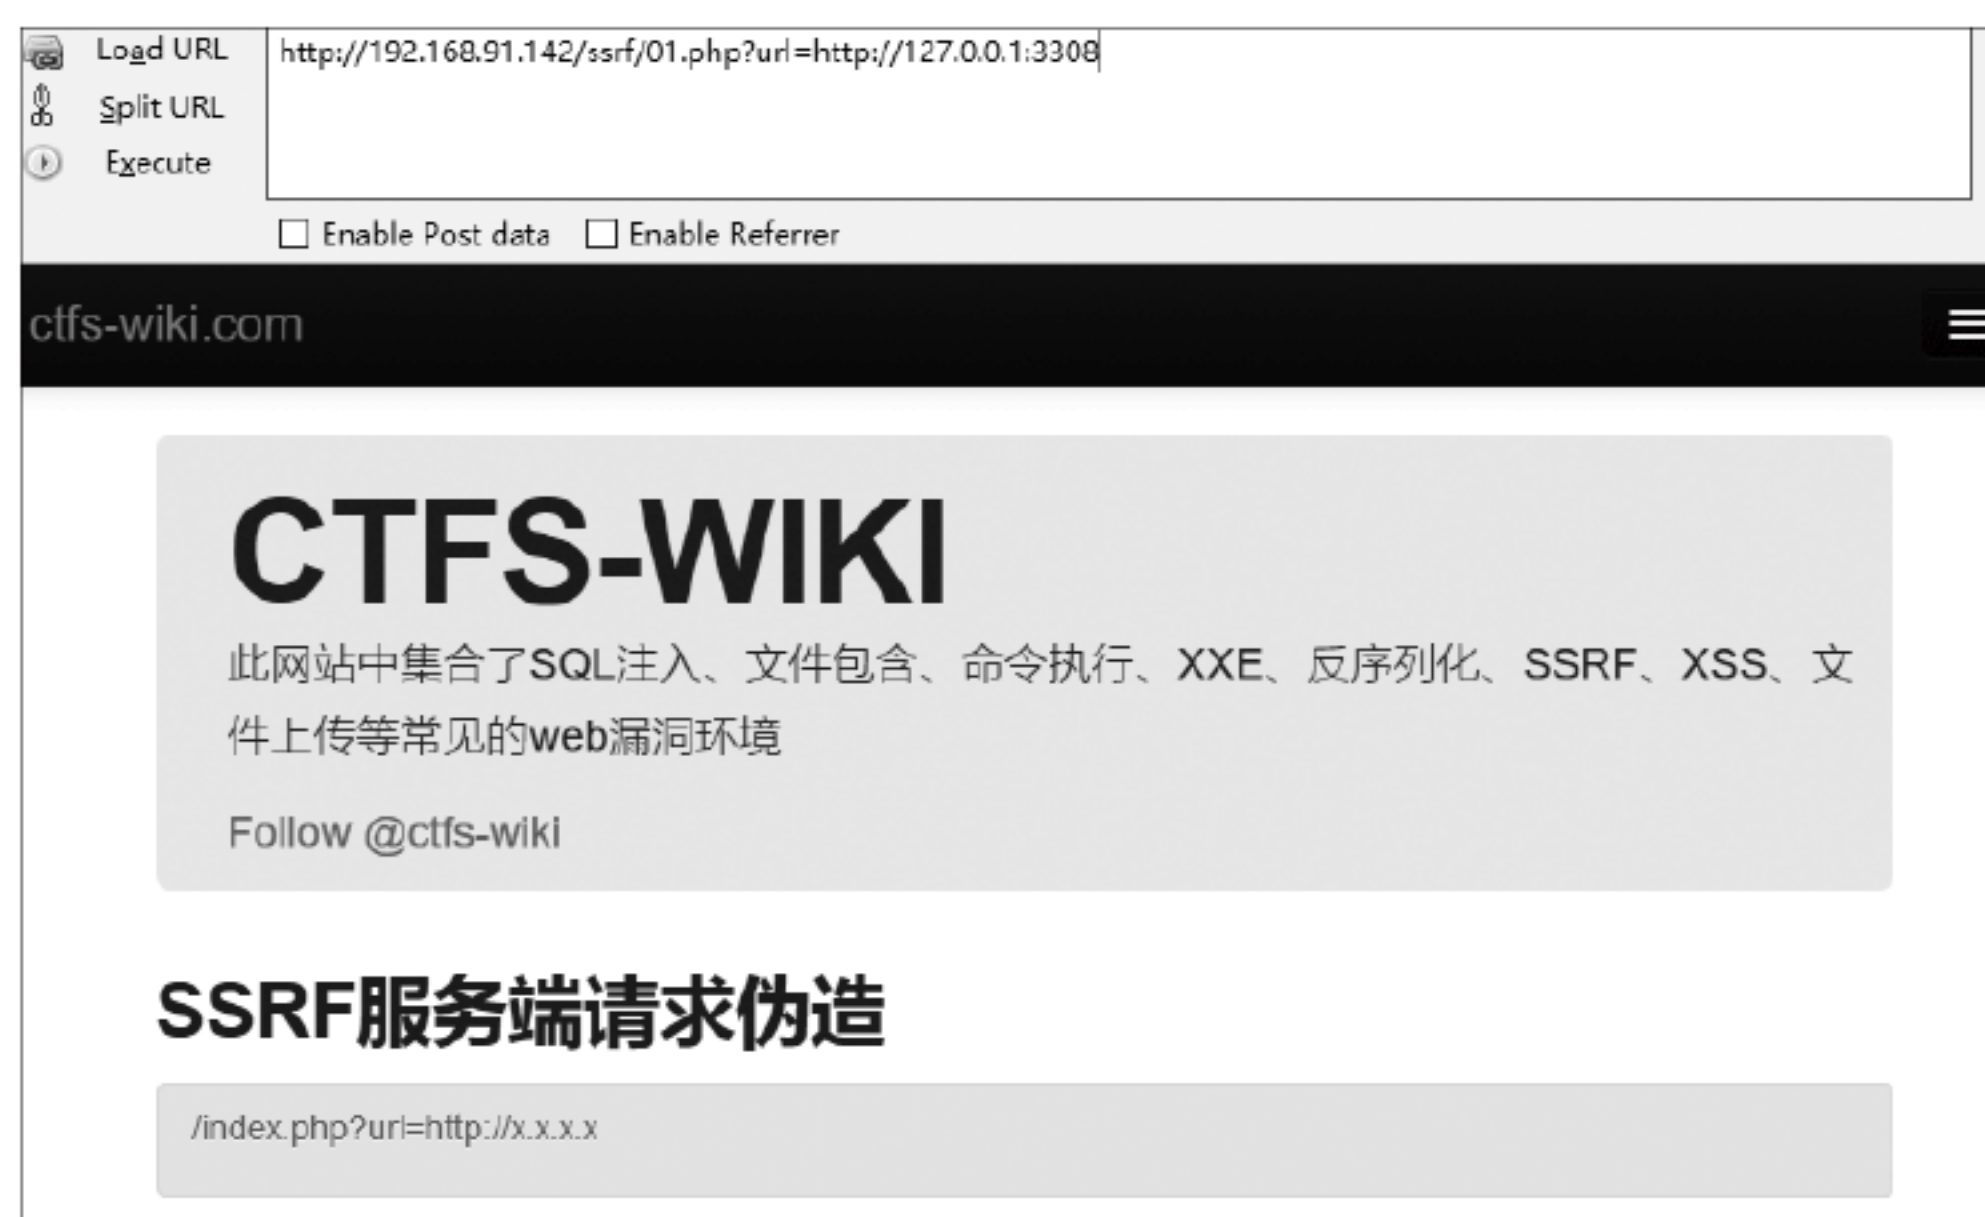 Load URL
http://192.168.91.142/ssrf/01.php?url=http://127.0.0.1:3308
Split URL
Execute
Enable Post data
Enable Referrer
ctfs-wiki.com
CTFS-WIKI
此网站中集合了SQL注入、文件包含、命令执行、XXE、反序列化、SSRF、XSS、文
件上传等常见的web漏洞环境
Follow @ctfs-wiki
SSRF服务端请求伪造
/index.php?url=http://x.x.x.x